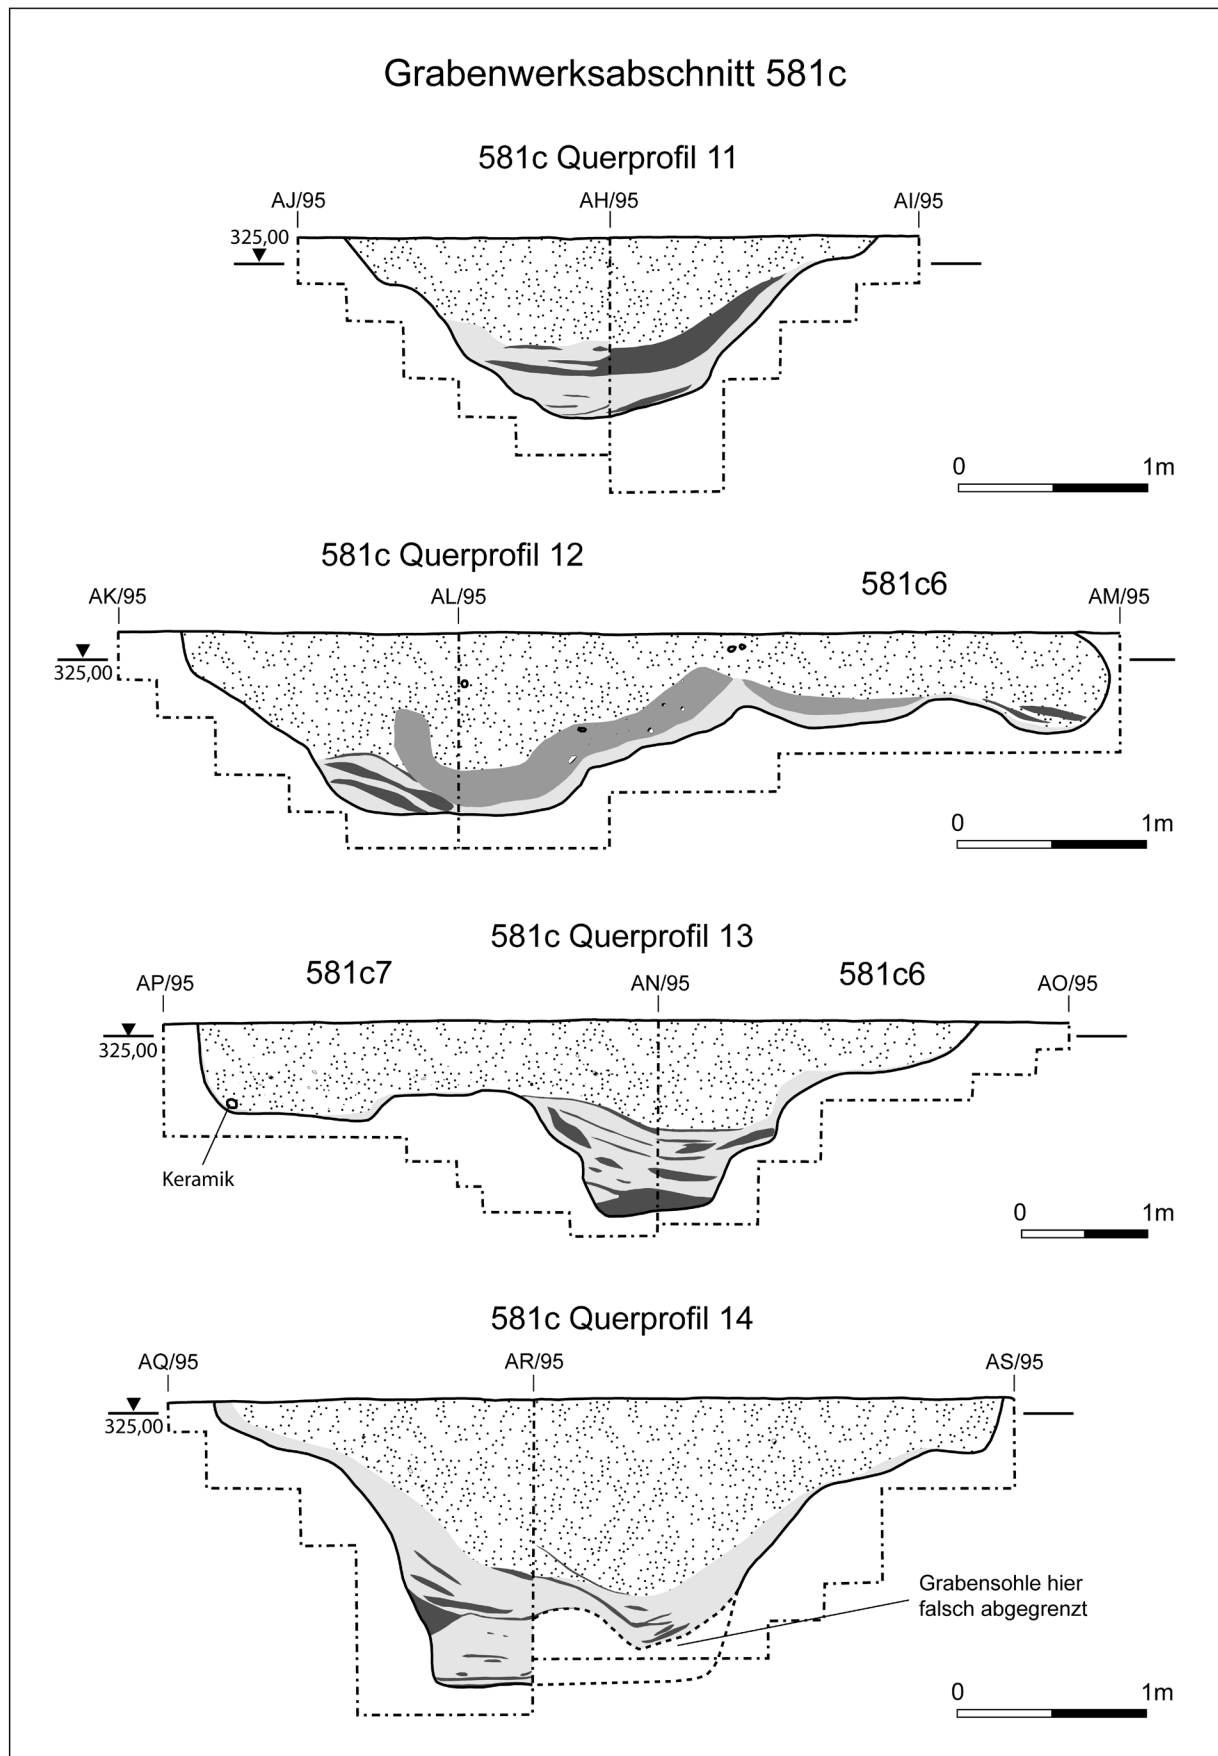 Grabenwerksabschnitt 581c
581c Querprofil 11
AJ/95 AH/95 AI/95
325,00
0 1m
581c Querprofil 12
581c6
AK/95 AL/95 AM/95
325,00
0 1m
581c Querprofil 13
581c7 581c6
AP/95 AN/95 AO/95
325,00
Keramik
0 1m
581c Querprofil 14
AQ/95 AR/95 AS/95
325,00
Grabensohle hier
falsch abgegrenzt
0 1m